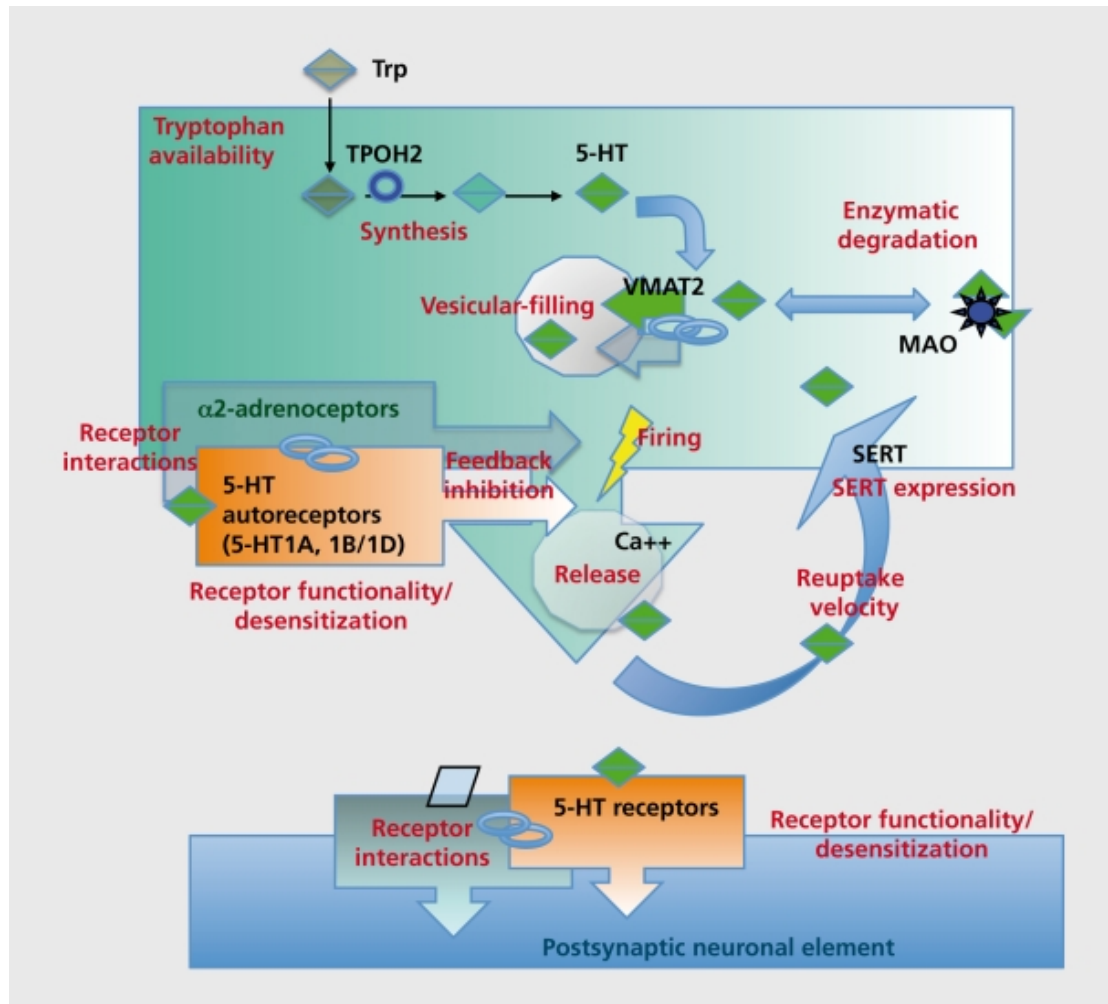 Trp
Tryptophan
availability
TPOH2
5-HT
Synthesis
Enzymatic
degradation
VMAT2
Vesicular-filling
MAO
α2-adrenoceptors
Receptor
interactions
Firing
SERT
SERT expression
Feedback
inhibition
5-HT
autoreceptors
(5-HT1A, 1B/1D)
Ca++
Release
Receptor functionality/
desensitization
Reuptake
velocity
5-HT receptors
Receptor
interactions
Receptor functionality/
desensitization
Postsynaptic neuronal element